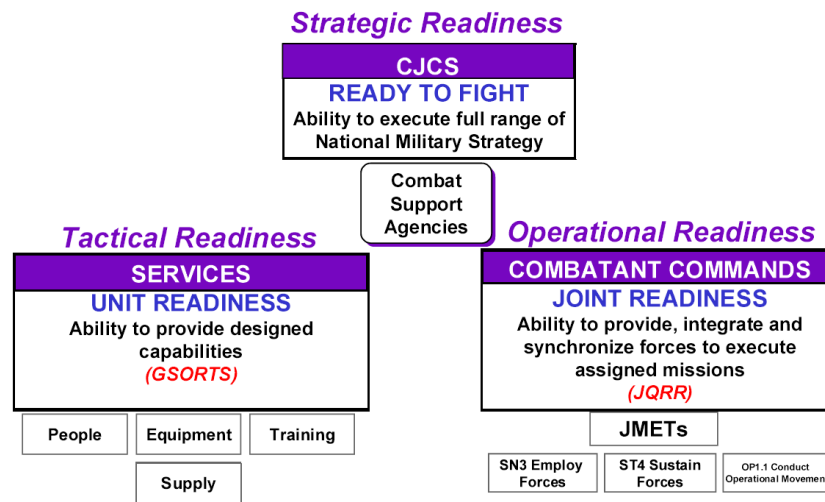 Strategic Readiness
CJCS
READY TO FIGHT
Ability to execute full range of
National Military Strategy
Combat
Support
Agencies
Tactical Readiness
SERVICES
UNIT READINESS
Ability to provide designed
capabilities
(GSORTS)
People
Equipment
Training
Supply
Operational Readiness
COMBATANT COMMANDS
JOINT READINESS
Ability to provide, integrate and
synchronize forces to execute
assigned missions
(JQRR)
JMETs
SN3 Employ
Forces
ST4 Sustain
Forces
OP1.1 Conduct
Operational Movemen